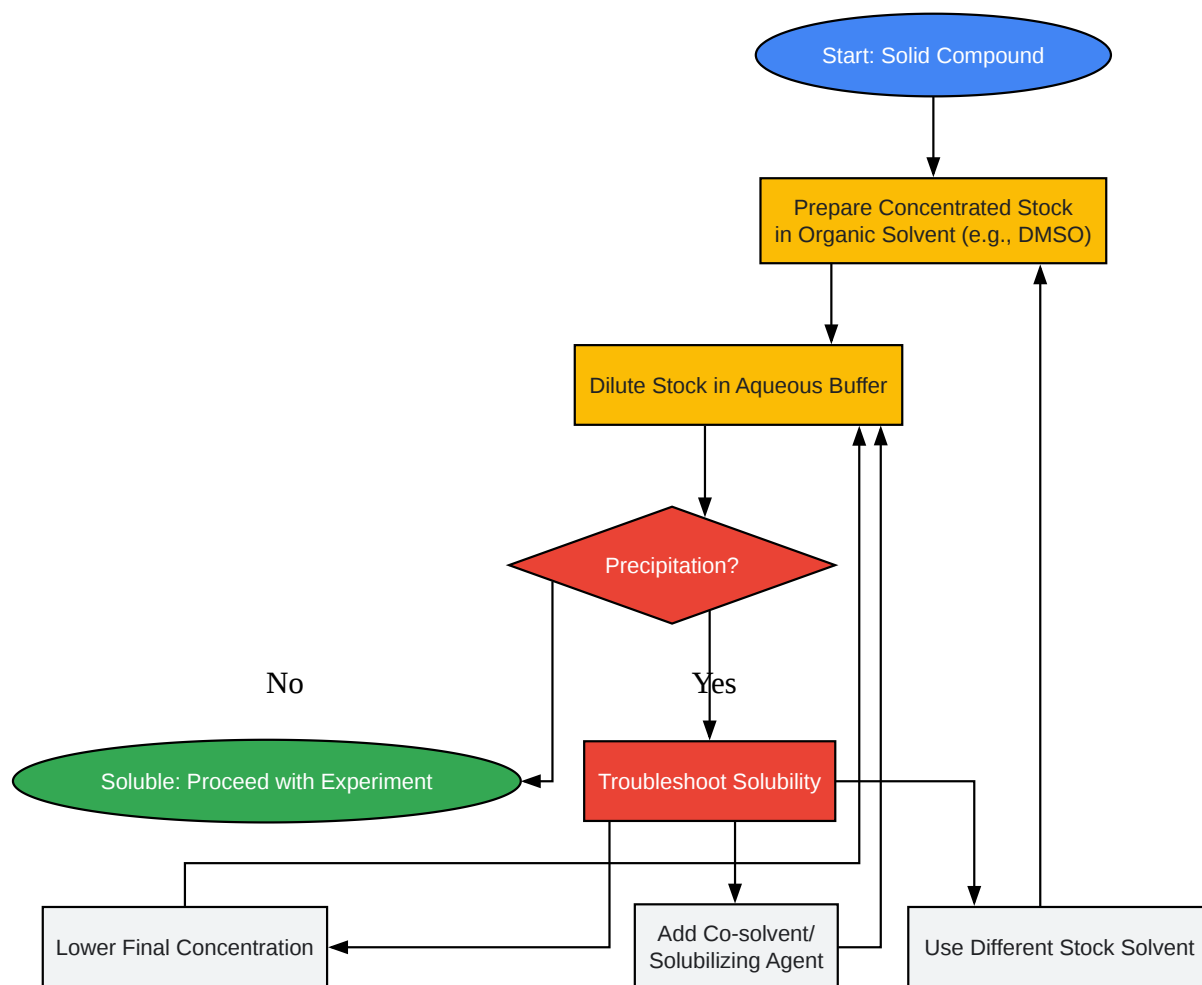 Start: Solid Compound
Prepare Concentrated Stock
in Organic Solvent (e.g., DMSO)
Dilute Stock in Aqueous Buffer
Precipitation?
No
Yes
Soluble: Proceed with Experiment
Troubleshoot Solubility
Lower Final Concentration
Add Co-solvent/
Solubilizing Agent
Use Different Stock Solvent